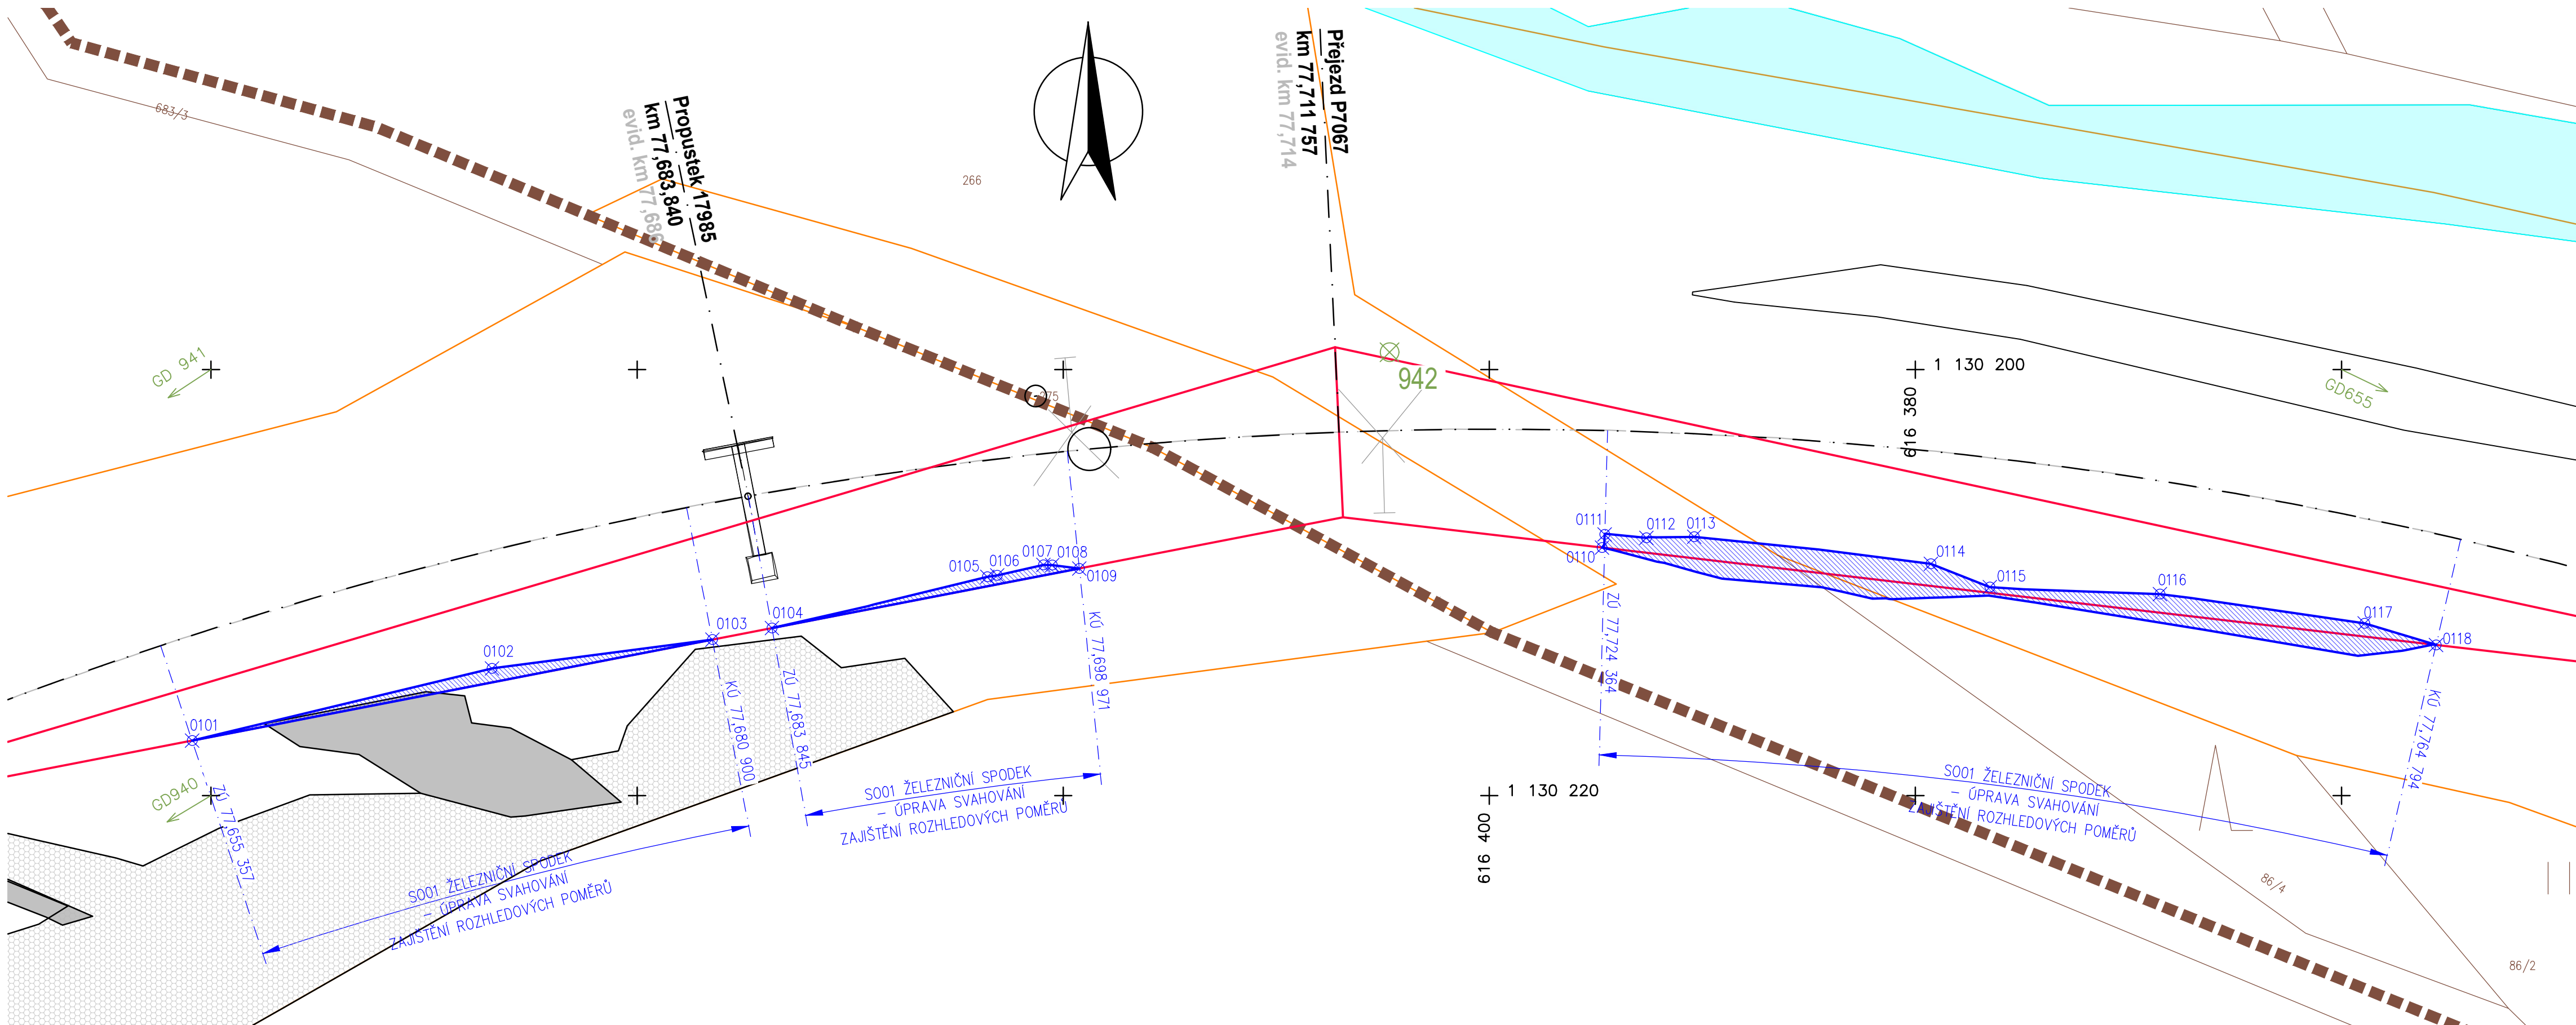 683/3
Propustek 17985
km 77,683,840
evid. km 77,686
266
Přejezd P7067
km 77,711 757
evid. km 77,714
GD 941
275
942
1 130 200
616 380
GD655
0101
0102
0103
0104
0105
0106
0107
0108
0109
0110
0111
0112
0113
0114
0115
0116
0117
0118
GD940
ZÚ 77,655 357
KÚ 77,680 900
ZÚ 77,683 845
KÚ 77,698 971
ZÚ 77,724 364
KÚ 77,764 794
SO01 ŽELEZNIČNÍ SPODEK
– ÚPRAVA SVAHOVÁNÍ
ZAJIŠTĚNÍ ROZHLEDOVÝCH POMĚRŮ
SO01 ŽELEZNIČNÍ SPODEK
– ÚPRAVA SVAHOVÁNÍ
ZAJIŠTĚNÍ ROZHLEDOVÝCH POMĚRŮ
1 130 220
616 400
SO01 ŽELEZNIČNÍ SPODEK
– ÚPRAVA SVAHOVÁNÍ
ZAJIŠTĚNÍ ROZHLEDOVÝCH POMĚRŮ
86/4
86/2